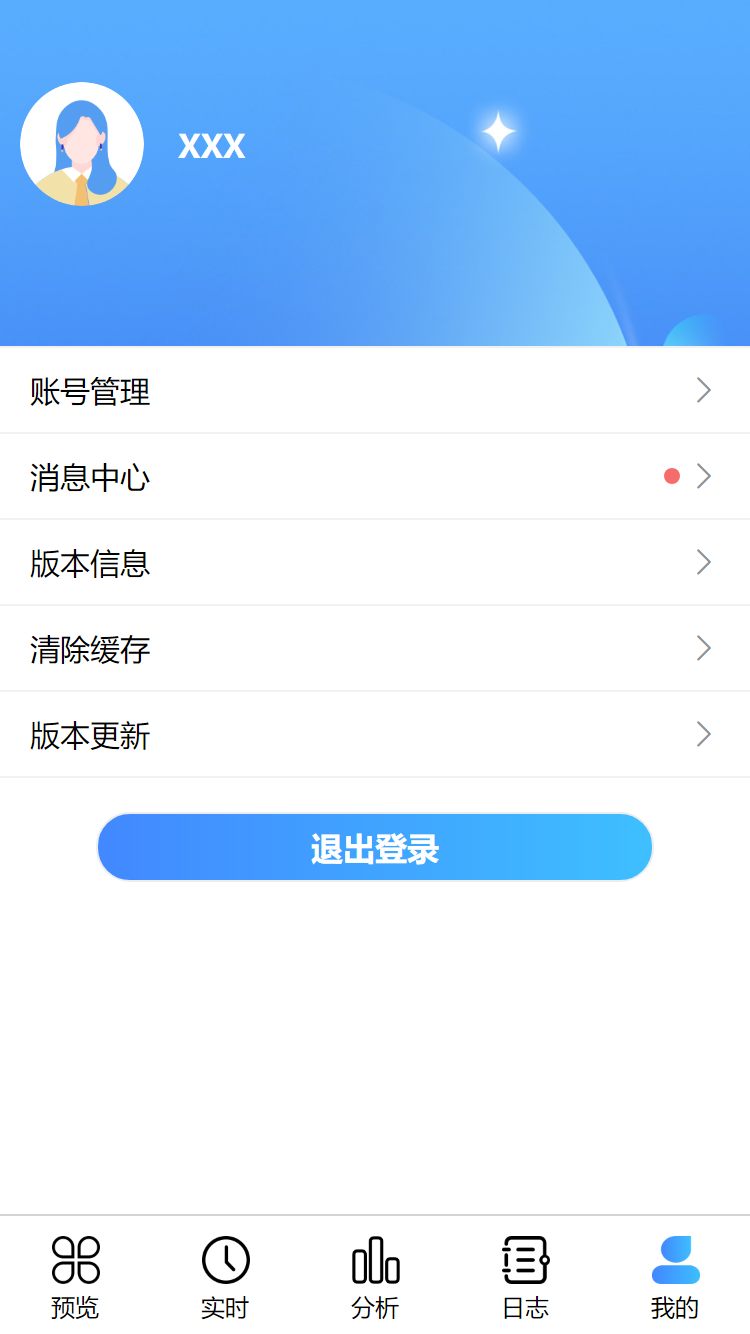 xxx
账号管理
消息中心
版本信息
清除缓存
版本更新
退出登录
预览
实时
分析
日志
我的